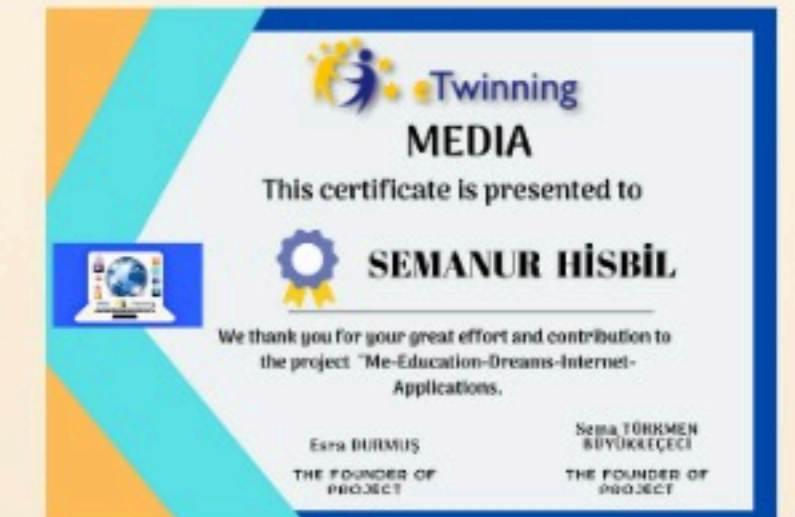 eTwinning
MEDIA
This certificate is presented to
SEMANUR HİSBİL
We thank you for your great effort and contribution to
the project "Me-Education-Dreams-Internet-
Applications.
Esra DURMUŞ
THE FOUNDER OF
PROJECT
Sema TÜRKMEN
BÜYÜKKEÇECİ
THE FOUNDER OF
PROJECT